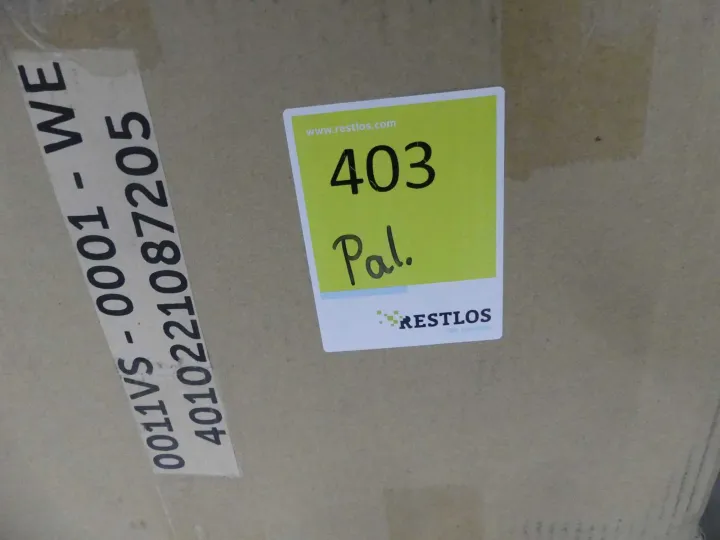 0011VS - 0001 - WE
4010221087205
www.restlos.com
403
Pal.
RESTLOS